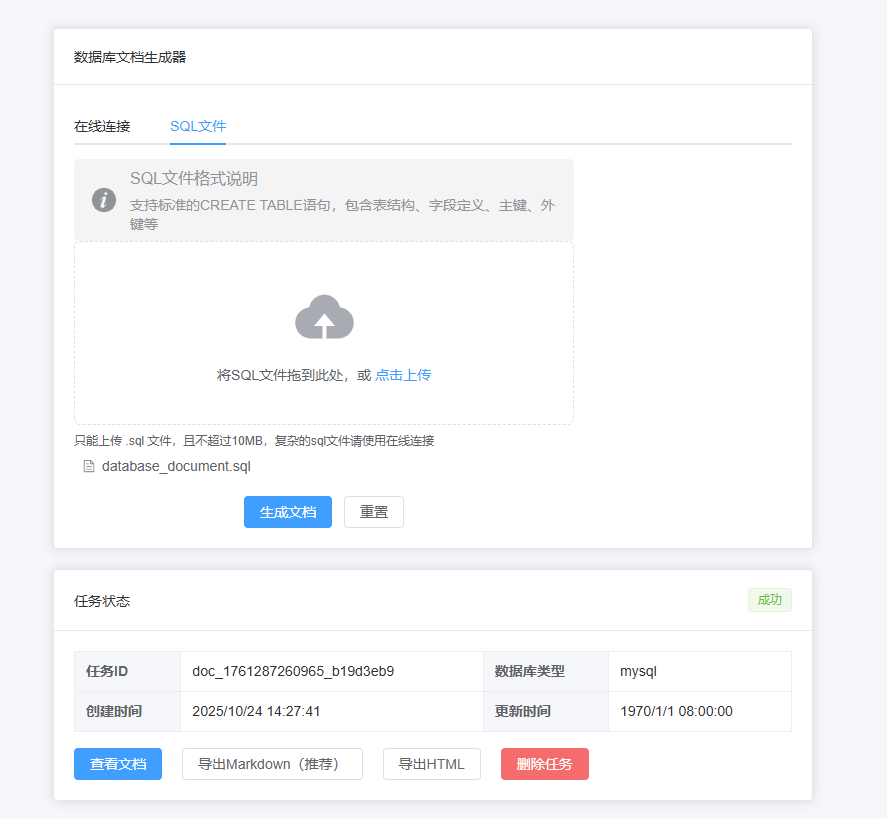 数据库文档生成器
在线连接
SQL文件
SQL文件格式说明
支持标准的CREATE TABLE语句，包含表结构、字段定义、主键、外
键等
将SQL文件拖到此处，或 点击上传
只能上传 .sql 文件，且不超过10MB，复杂的sql文件请使用在线连接
database_document.sql
生成文档
重置
任务状态
成功
任务ID
doc_1761287260965_b19d3eb9
数据库类型
mysql
创建时间
2025/10/24 14:27:41
更新时间
1970/1/1 08:00:00
查看文档
导出Markdown（推荐）
导出HTML
删除任务